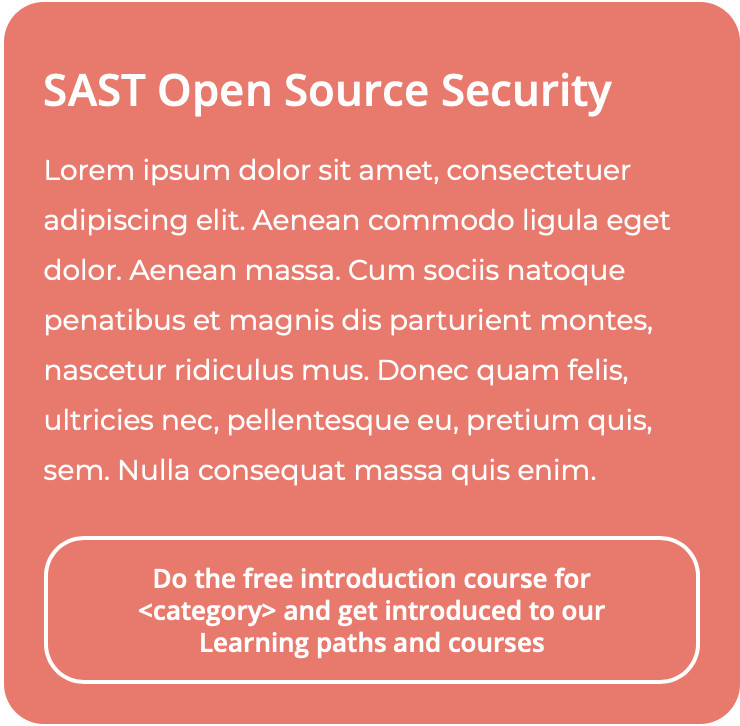 SAST Open Source Security
Lorem ipsum dolor sit amet, consectetuer
adipiscing elit. Aenean commodo ligula eget
dolor. Aenean massa. Cum sociis natoque
penatibus et magnis dis parturient montes,
nascetur ridiculus mus. Donec quam felis,
ultricies nec, pellentesque eu, pretium quis,
sem. Nulla consequat massa quis enim.
Do the free introduction course for
<category> and get introduced to our
Learning paths and courses